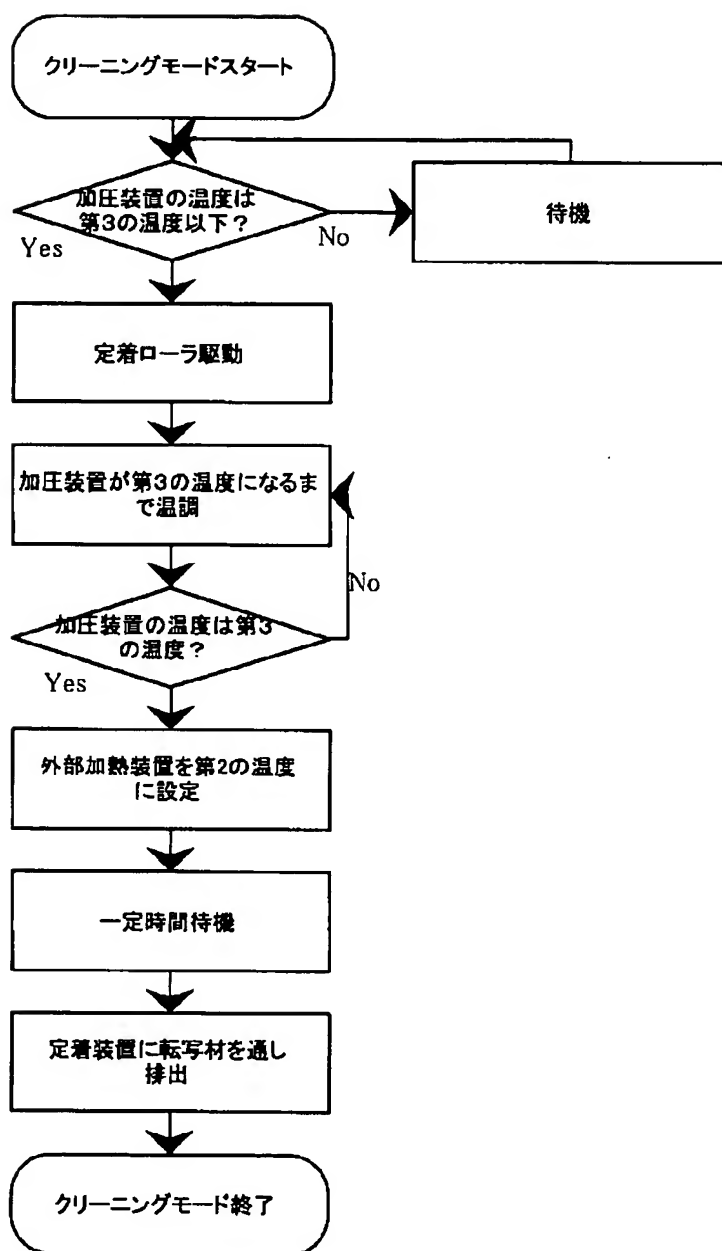 クリーニングモードスタート
加圧装置の温度は
第3の温度以下？
Yes
No
待機
定着ローラ駆動
加圧装置が第3の温度になるま
で温調
No
加圧装置の温度は第3
の温度？
Yes
外部加熱装置を第2の温度
に設定
一定時間待機
定着装置に転写材を通し
排出
クリーニングモード終了